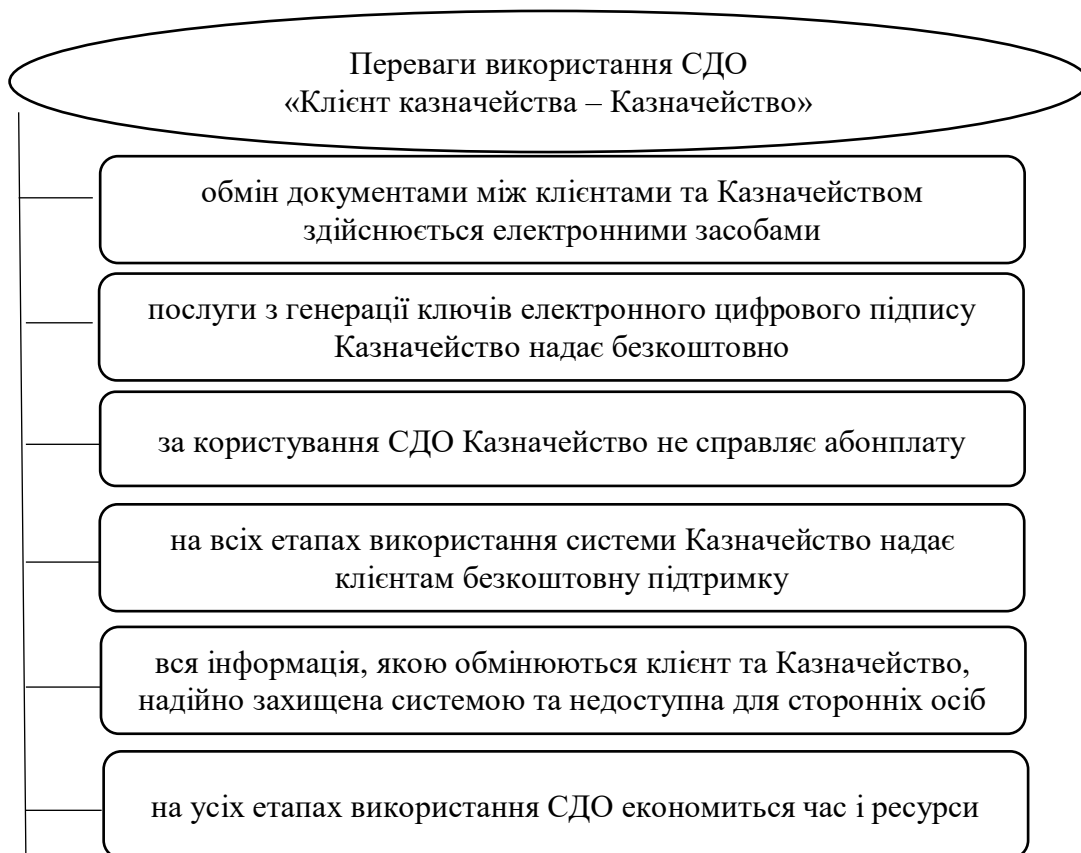 Переваги використання СДО
«Клієнт казначейства – Казначейство»
обмін документами між клієнтами та Казначейством
здійснюється електронними засобами
послуги з генерації ключів електронного цифрового підпису
Казначейство надає безкоштовно
за користування СДО Казначейство не справляє абонплату
на всіх етапах використання системи Казначейство надає
клієнтам безкоштовну підтримку
вся інформація, якою обмінюються клієнт та Казначейство,
надійно захищена системою та недоступна для сторонніх осіб
на усіх етапах використання СДО економиться час і ресурси